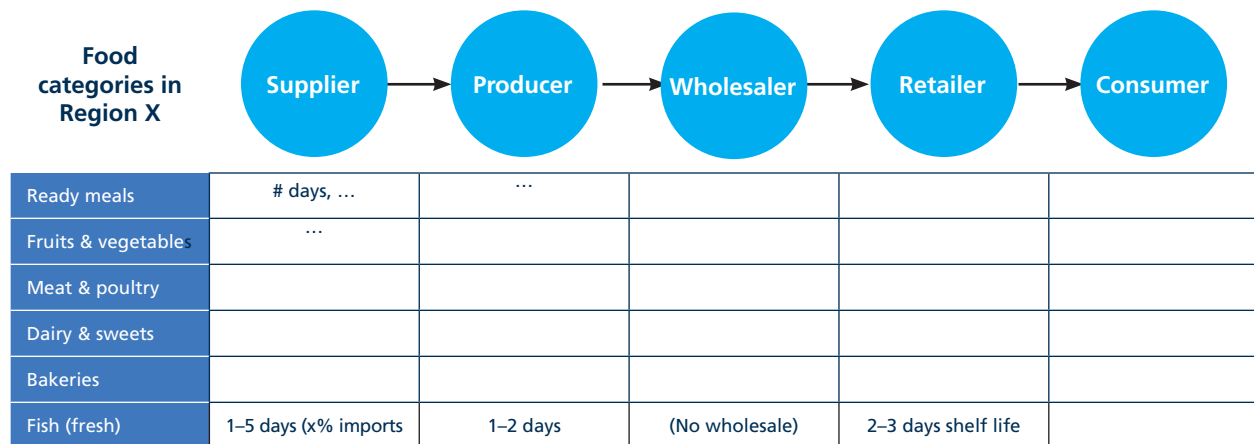 Food
categories in
Region X
Supplier
Producer
Wholesaler
Retailer
Consumer
Ready meals
# days, …
…
Fruits & vegetables
…
Meat & poultry
Dairy & sweets
Bakeries
Fish (fresh)
1–5 days (x% imports
1–2 days
(No wholesale)
2–3 days shelf life